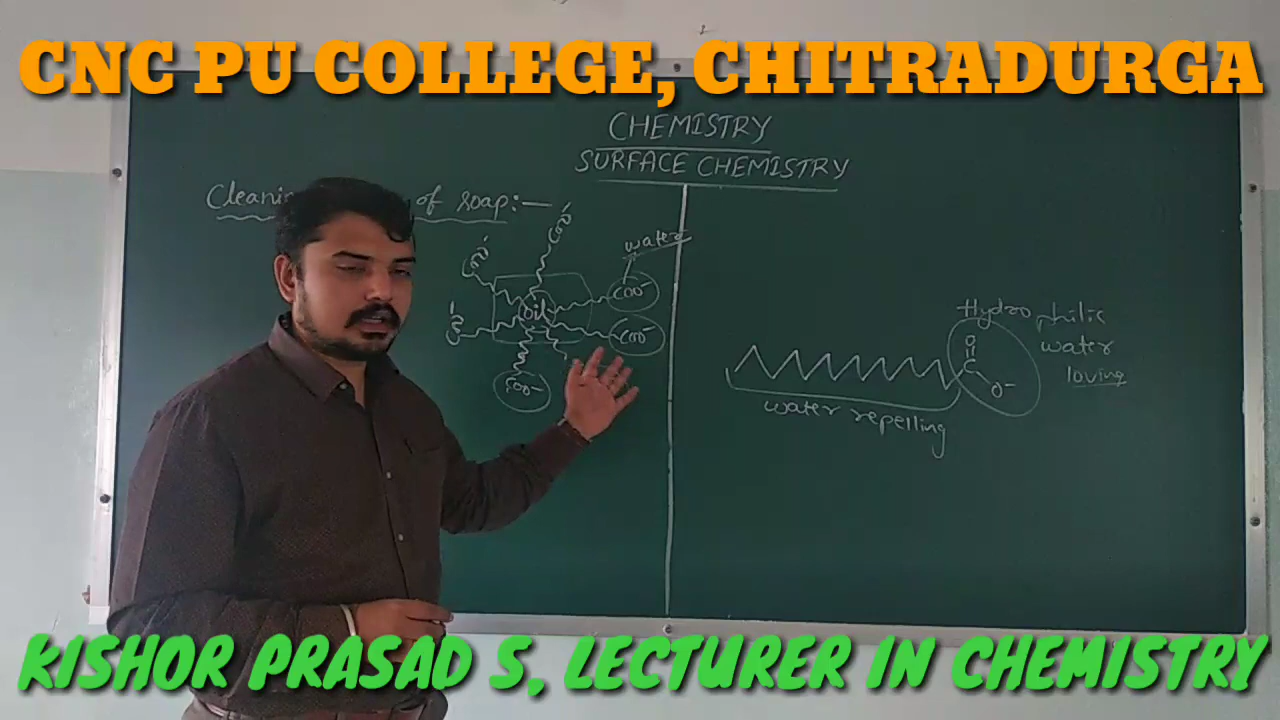 CNC PU COLLEGE, CHITRADURGA
CHEMISTRY
SURFACE CHEMISTRY
of soap:—
COO⁻
COO⁻
COO⁻
COO⁻
Oil
water
COO⁻
COO⁻
Hydrophilic
water
loving
O
C
O⁻
water repelling
KISHOR PRASAD S, LECTURER IN CHEMISTRY